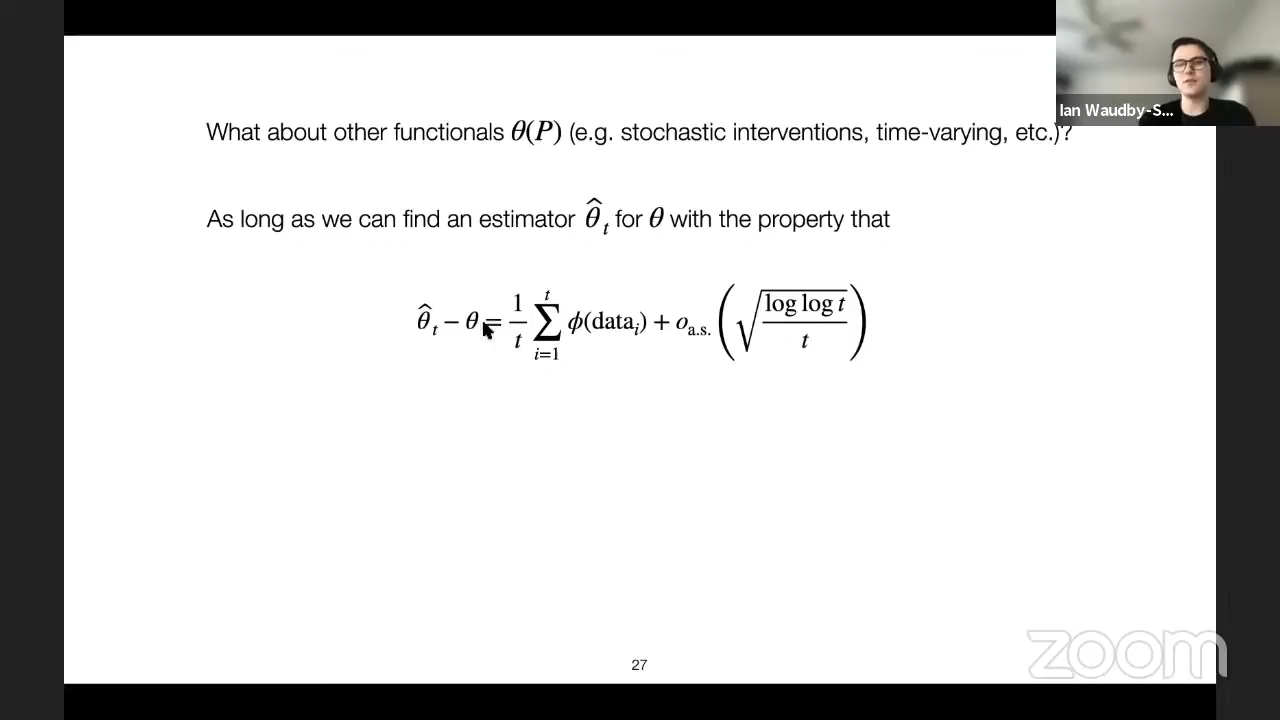 Ian Waudby-S...
What about other functionals θ(P) (e.g. stochastic interventions, time-varying, etc.)?
As long as we can find an estimator θ̂_t for θ with the property that
θ̂_t − θ = 1/t ∑_{i=1}^{t} ϕ(data_i) + o_{a.s.} (√(log log t / t))
27
zoom